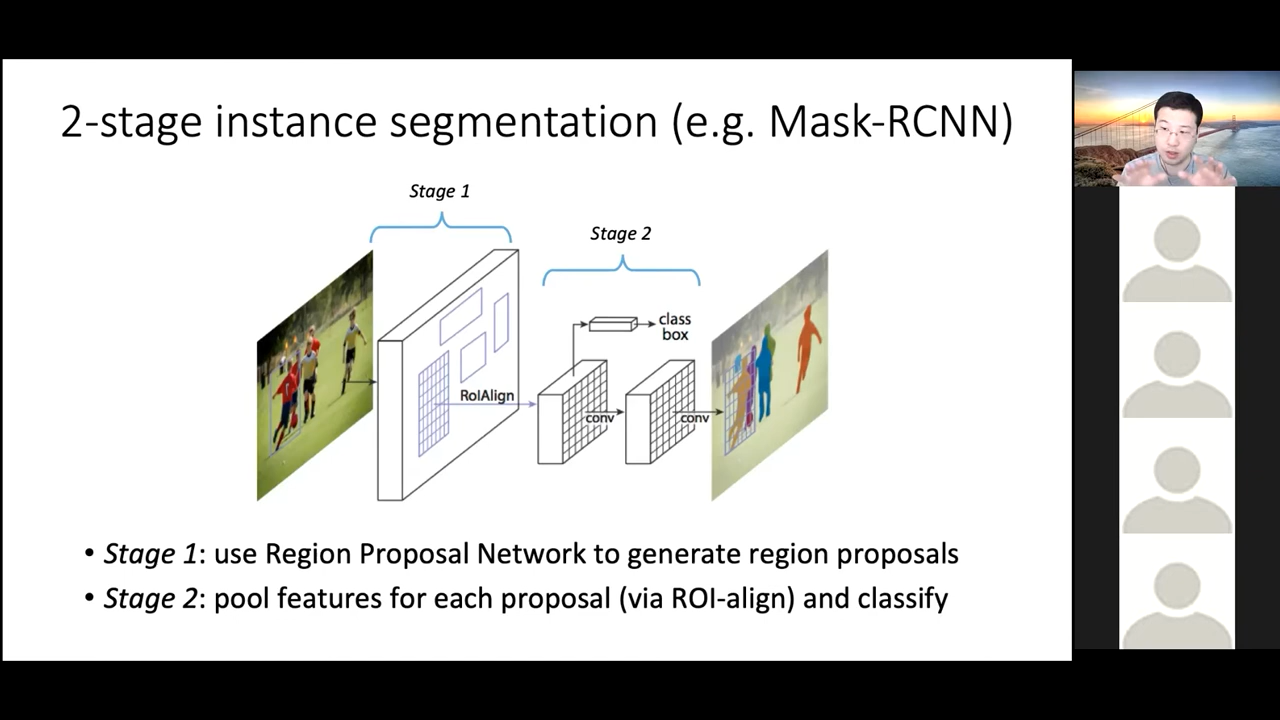 2-stage instance segmentation (e.g. Mask-RCNN)
Stage 1
Stage 2
class
box
RoIAlign
conv
conv
• Stage 1: use Region Proposal Network to generate region proposals
• Stage 2: pool features for each proposal (via ROI-align) and classify